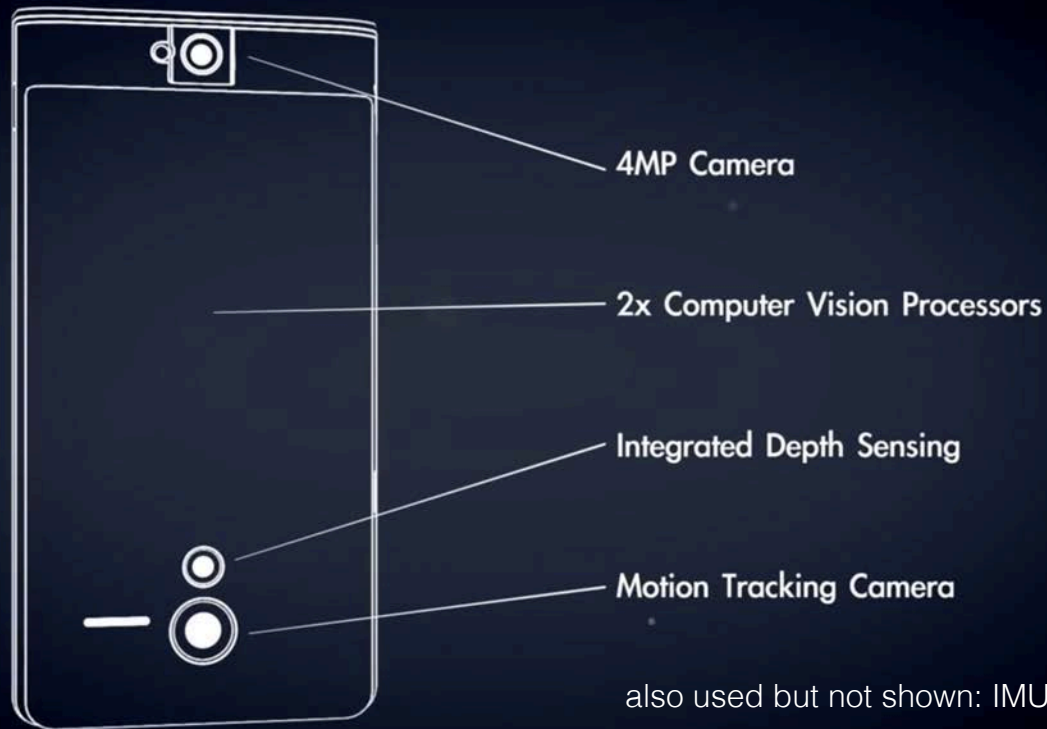 4MP Camera
2x Computer Vision Processors
Integrated Depth Sensing
Motion Tracking Camera
also used but not shown: IMU